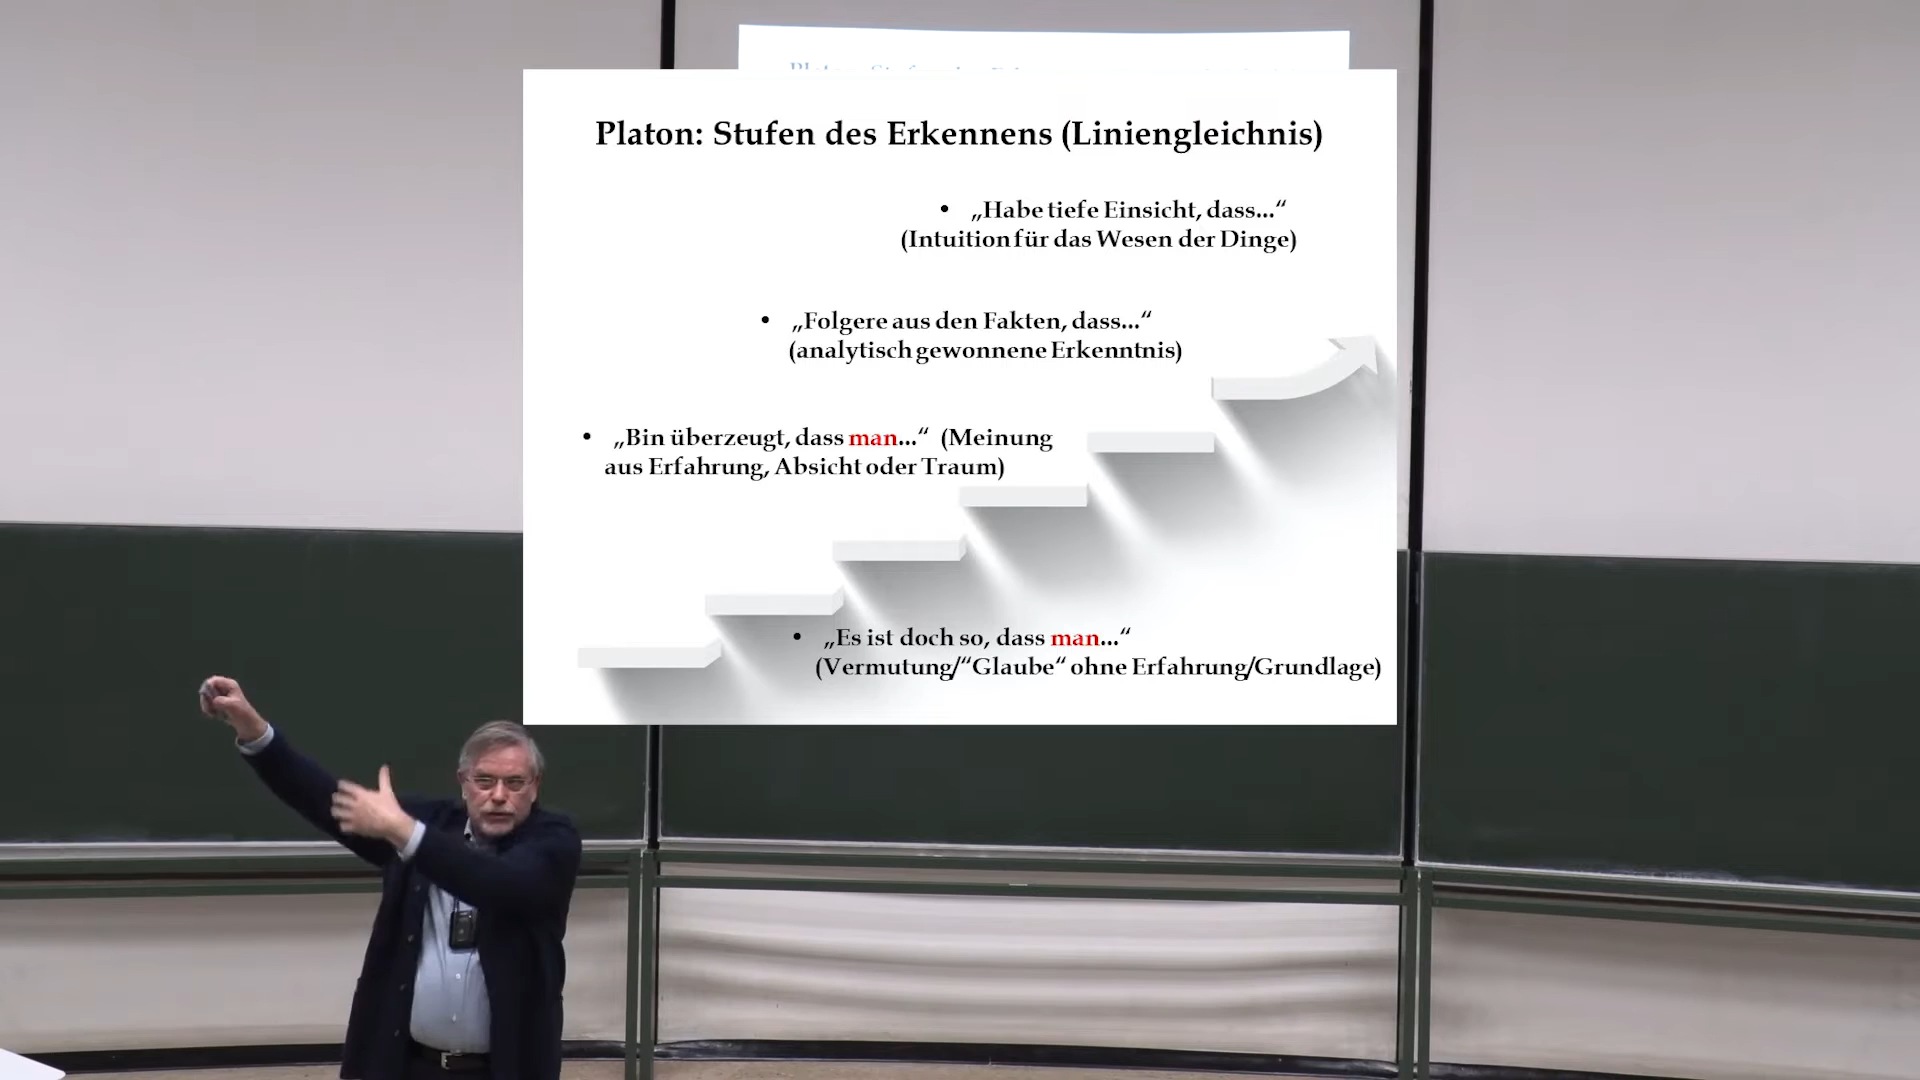 Platon: Stufen des Erkennens (Liniengleichnis)
• „Habe tiefe Einsicht, dass...“
(Intuition für das Wesen der Dinge)
• „Folgere aus den Fakten, dass...“
(analytisch gewonnene Erkenntnis)
• „Bin überzeugt, dass man...“ (Meinung
aus Erfahrung, Absicht oder Traum)
• „Es ist doch so, dass man...“
(Vermutung/“Glaube“ ohne Erfahrung/Grundlage)